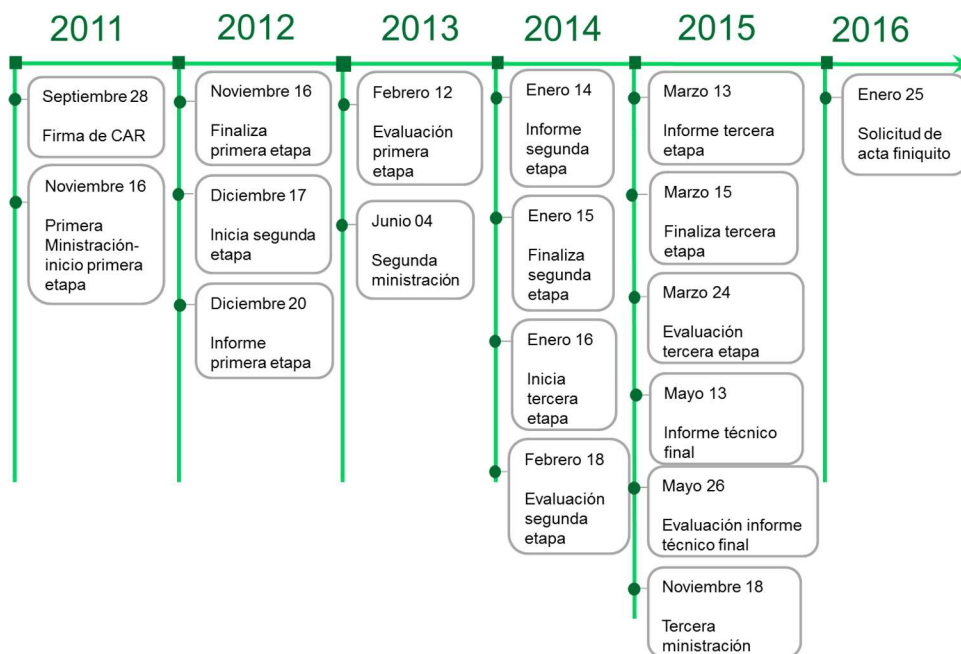 2011
2012
2013
2014
2015
2016
Septiembre 28
Firma de CAR
Noviembre 16
Primera
Ministración-
inicio primera
etapa
Noviembre 16
Finaliza
primera etapa
Diciembre 17
Inicia segunda
etapa
Diciembre 20
Informe
primera etapa
Febrero 12
Evaluación
primera
etapa
Junio 04
Segunda
ministración
Enero 14
Informe
segunda
etapa
Enero 15
Finaliza
segunda
etapa
Enero 16
Inicia
tercera
etapa
Febrero 18
Evaluación
segunda
etapa
Marzo 13
Informe tercera
etapa
Marzo 15
Finaliza tercera
etapa
Marzo 24
Evaluación
tercera etapa
Mayo 13
Informe técnico
final
Mayo 26
Evaluación informe
técnico final
Noviembre 18
Tercera
ministración
Enero 25
Solicitud de
acta finiquito